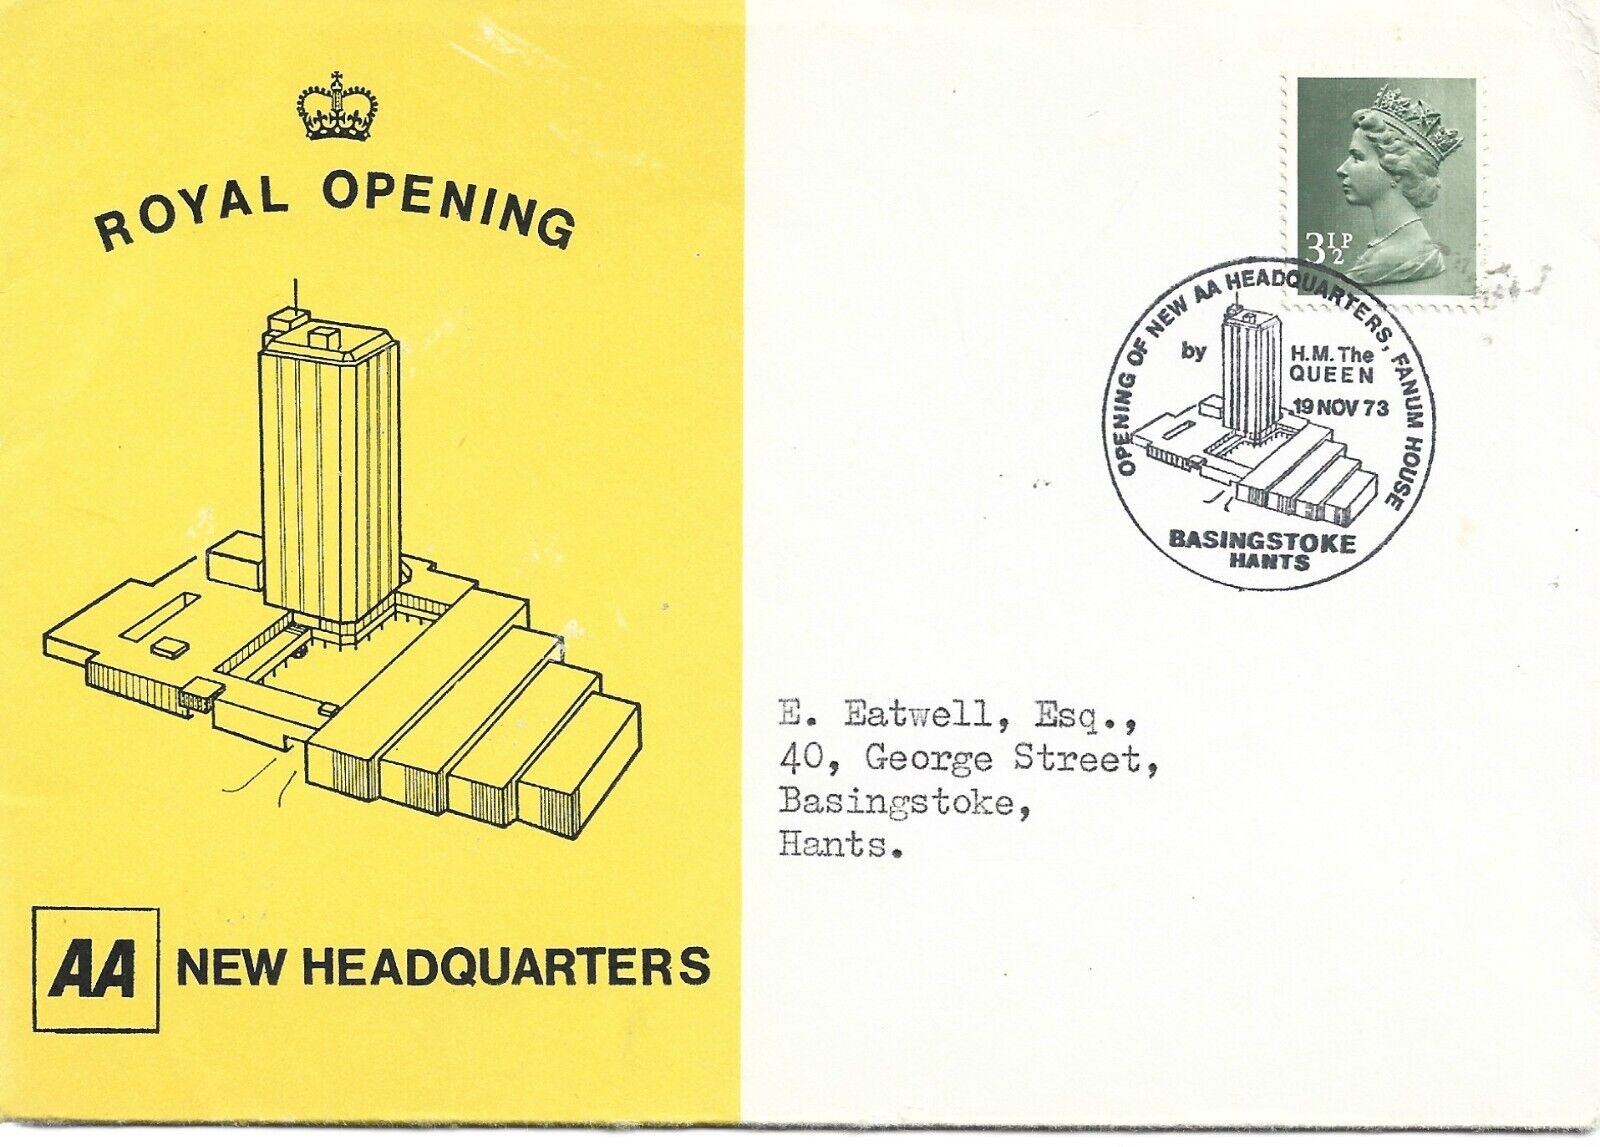 ROYAL OPENING
AA NEW HEADQUARTERS
3½P
OPENING OF NEW AA HEADQUARTERS, FANUM HOUSE
by H.M. The
QUEEN
19 NOV 73
BASINGSTOKE
HANTS
E. Eatwell, Esq.,
40, George Street,
Basingstoke,
Hants.